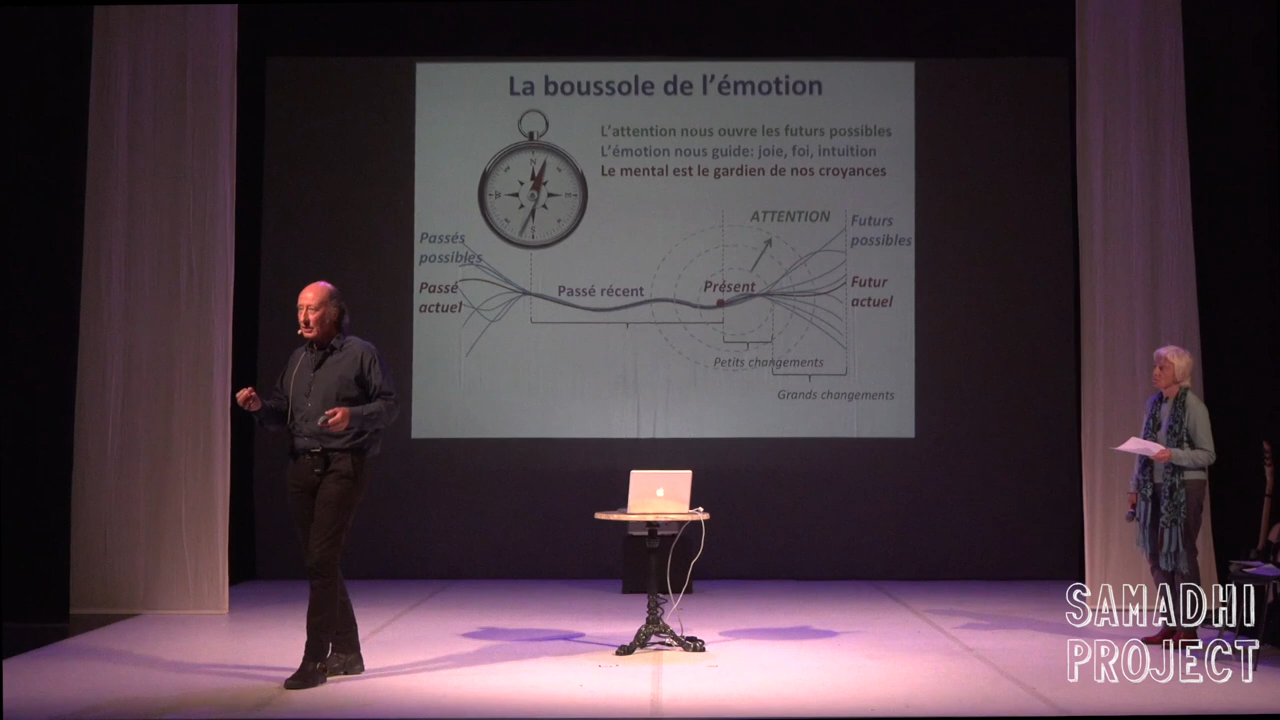 La boussole de l'émotion
L'attention nous ouvre les futurs possibles
L'émotion nous guide: joie, foi, intuition
Le mental est le gardien de nos croyances
N
S
ATTENTION
Passés
possibles
Futurs
possibles
Passé
actuel
Passé récent
Présent
Futur
actuel
Petits changements
Grands changements
SAMADHI
PROJECT